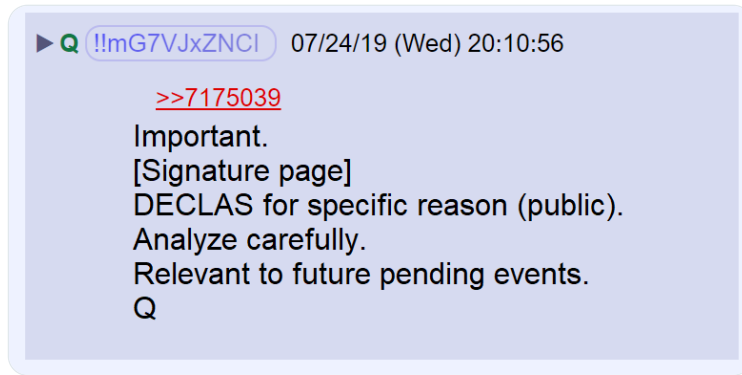 ▶ Q !!mG7VJxZNCI 07/24/19 (Wed) 20:10:56
>>7175039
Important.
[Signature page]
DECLAS for specific reason (public).
Analyze carefully.
Relevant to future pending events.
Q